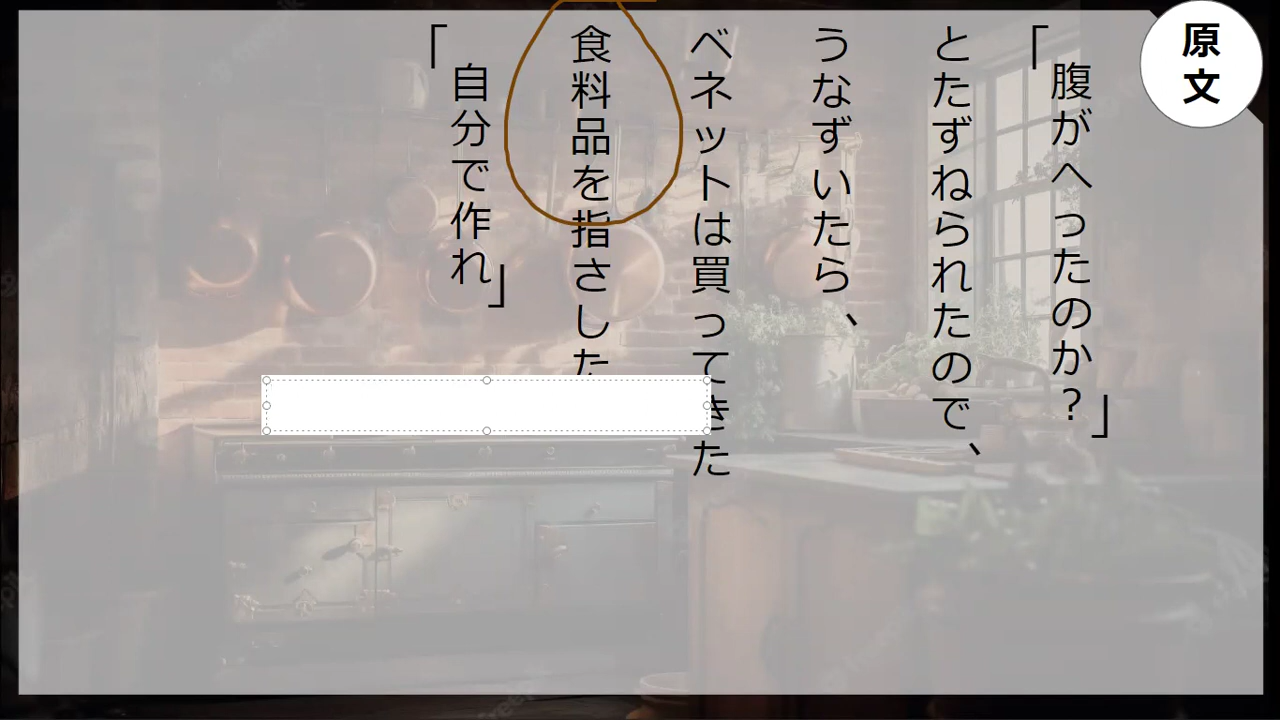 原文
「腹がへったのか？」
とたずねられたので、
うなずいたら、
ベネットは買ってきた
食料品を指さした
「自分で作れ」